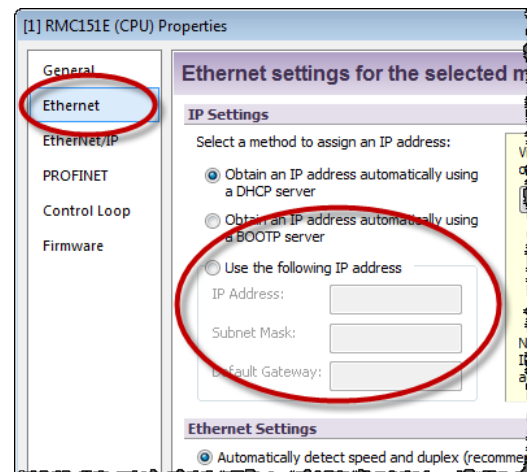 [1] RMC151E (CPU) Properties
General
Ethernet
EtherNet/IP
PROFINET
Control Loop
Firmware
Ethernet settings for the selected
IP Settings
Select a method to assign an IP address:
Obtain an IP address automatically using
a DHCP server
Obtain an IP address automatically using
a BOOTP server
Use the following IP address
IP Address:
Subnet Mask:
Default Gateway:
Ethernet Settings
Automatically detect speed and duplex